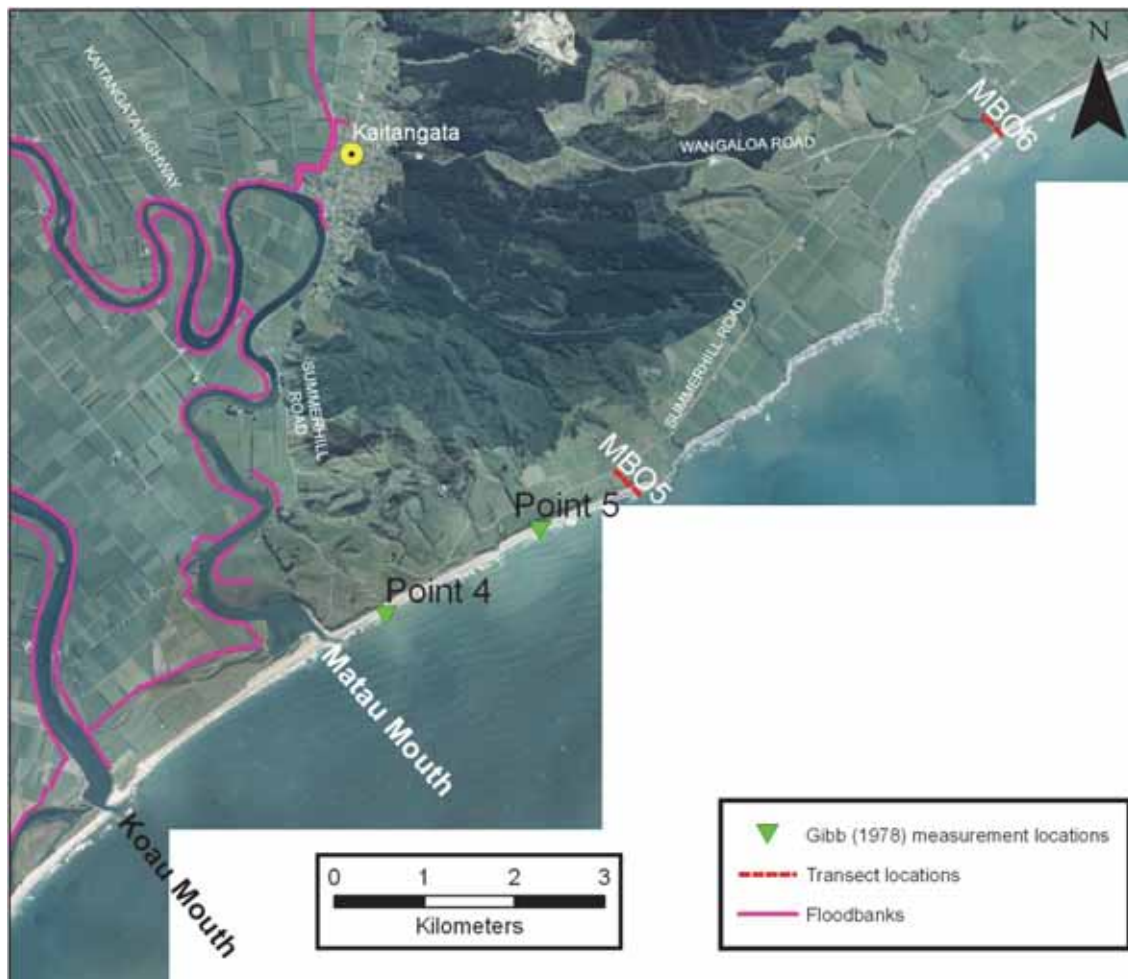 N
KAITANGATA HIGHWAY
Kaitangata
MBO6
WANGALOA ROAD
SUMMERHILL ROAD
SUMMERHILL
ROAD
MBO5
Point 5
Point 4
Matau Mouth
Koau Mouth
0 1 2 3
Kilometers
Gibb (1978) measurement locations
Transect locations
Floodbanks